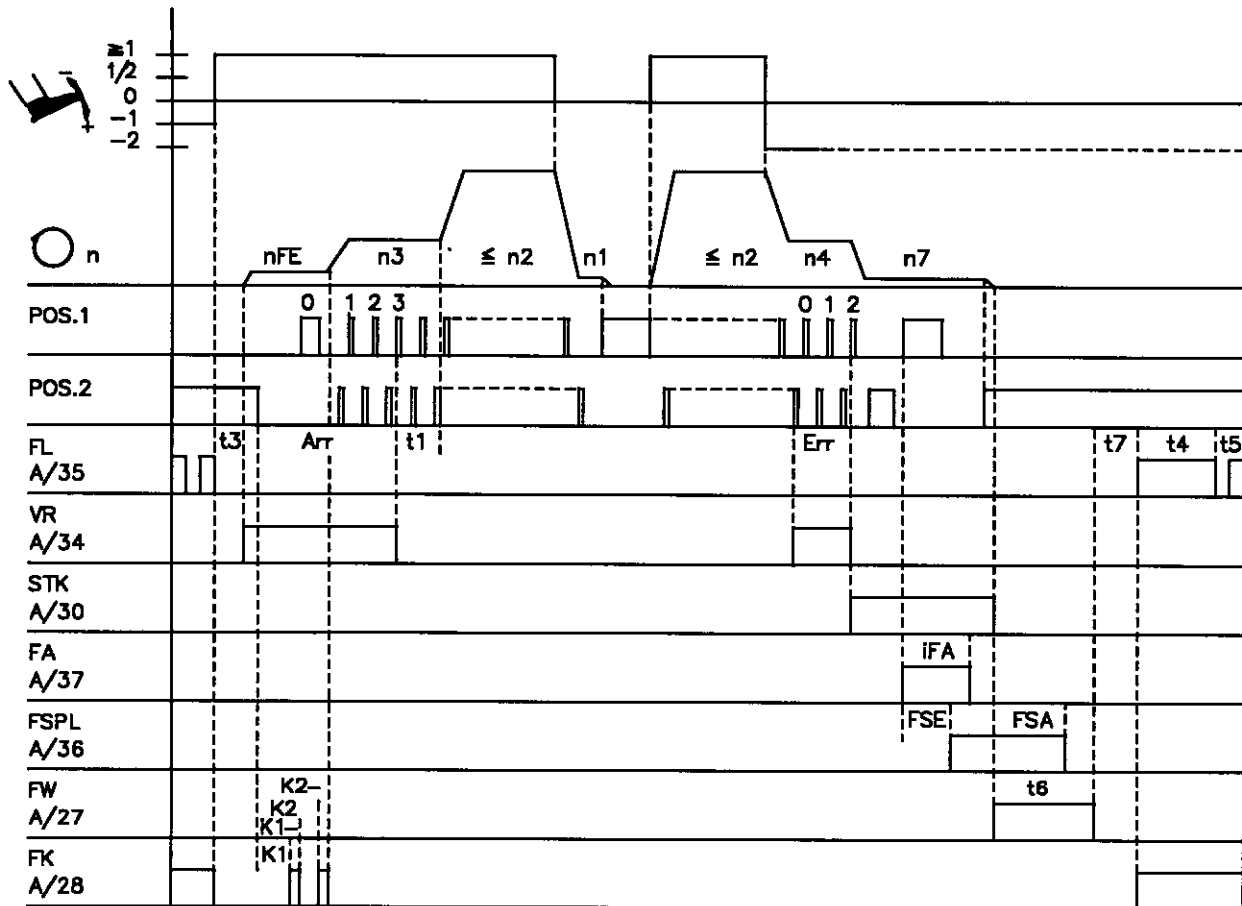 ≧1
1/2
0
-1
-2
-
+
n
nFE
n3
≦ n2
n1
≦ n2
n4
n7
POS.1
0
1 2 3
0 1 2
POS.2
t3
Arr
t1
Err
t7
t4
t5
FL
A/35
VR
A/34
STK
A/30
FA
A/37
iFA
FSPL
A/36
FSE
FSA
FW
A/27
K2-
K2
K1-
t6
FK
A/28
K1